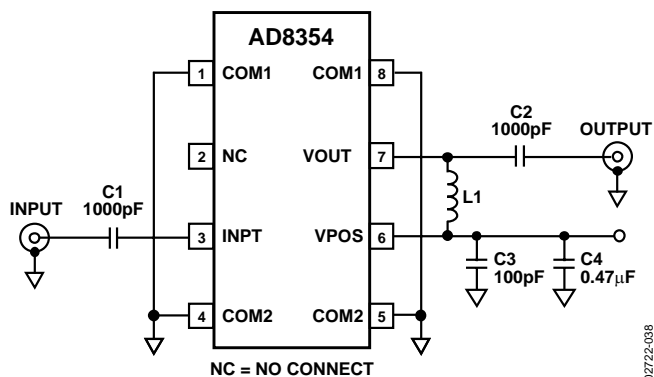 AD8354
1 COM1 COM1 8
C2
1000pF OUTPUT
2 NC VOUT 7
C1
1000pF
INPUT
L1
3 INPT VPOS 6
C3
100pF
C4
0.47μF
4 COM2 COM2 5
NC = NO CONNECT
02722-038